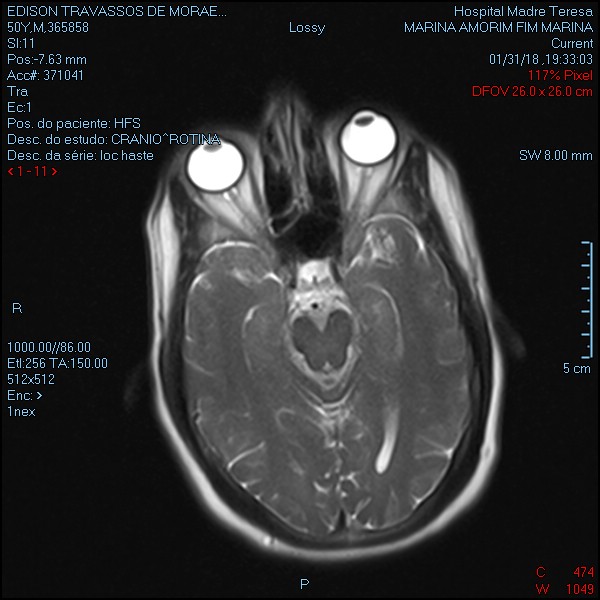 EDISON TRAVASSOS DE MORAE...
50Y,M,365858
Sl:11
Pos:-7.63 mm
Acc#: 371041
Tra
Ec:1
Pos. do paciente: HFS
Desc. do estudo: CRANIO^ROTINA
Desc. da série: loc haste
< 1 - 11 >
Lossy
Hospital Madre Teresa
MARINA AMORIM FIM MARINA
Current
01/31/18 ,19:33:03
117% Pixel
DFOV 26.0 x 26.0 cm
SW 8.00 mm
R
5 cm
1000.00//86.00
Etl:256 TA:150.00
512x512
Enc: >
1nex
P
C 474
W 1049